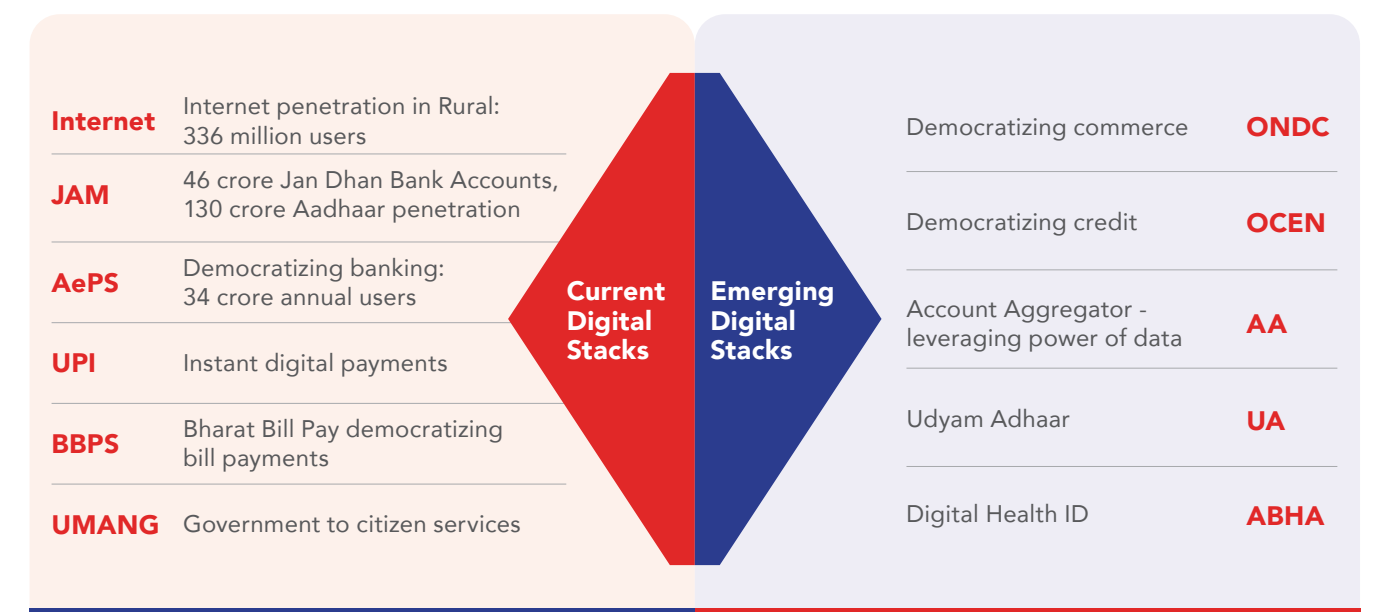 Internet
Internet penetration in Rural:
336 million users
JAM
46 crore Jan Dhan Bank Accounts,
130 crore Aadhaar penetration
AePS
Democratizing banking:
34 crore annual users
UPI
Instant digital payments
BBPS
Bharat Bill Pay democratizing
bill payments
UMANG
Government to citizen services
Current
Digital
Stacks
Emerging
Digital
Stacks
Democratizing commerce
ONDC
Democratizing credit
OCEN
Account Aggregator -
leveraging power of data
AA
Udyam Adhaar
UA
Digital Health ID
ABHA